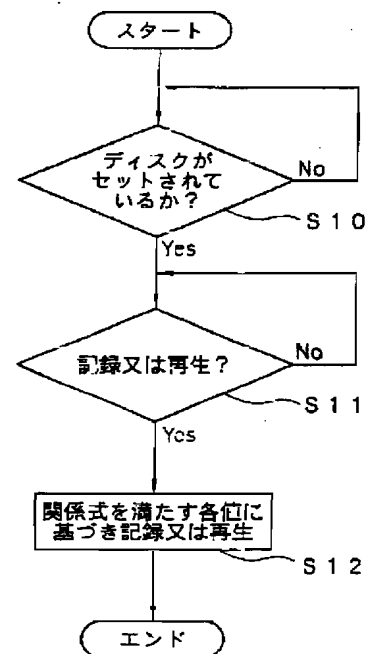 スタート
ディスクが
セットされて
いるか？
No
S10
Yes
記録又は再生？
No
S11
Yes
関係式を満たす各値に
基づき記録又は再生
S12
エンド